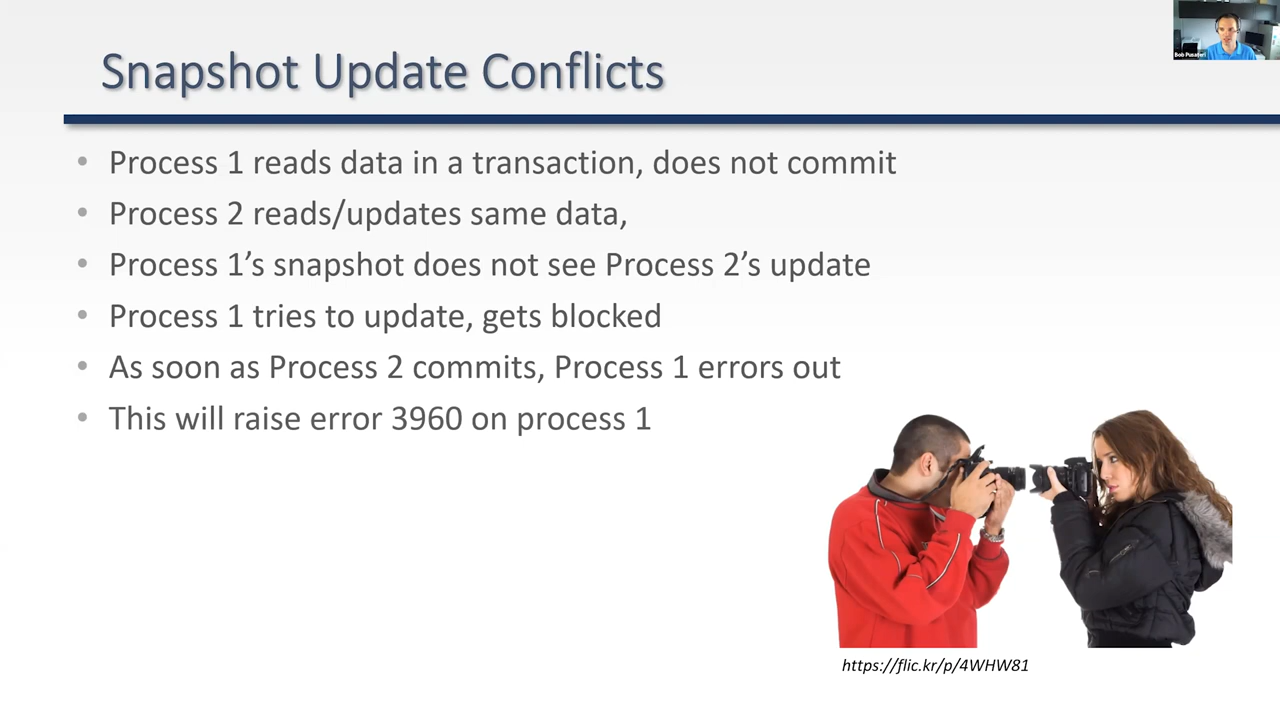 Snapshot Update Conflicts
• Process 1 reads data in a transaction, does not commit
• Process 2 reads/updates same data,
• Process 1’s snapshot does not see Process 2’s update
• Process 1 tries to update, gets blocked
• As soon as Process 2 commits, Process 1 errors out
• This will raise error 3960 on process 1
https://flic.kr/p/4WHW81
Bob Pusateri